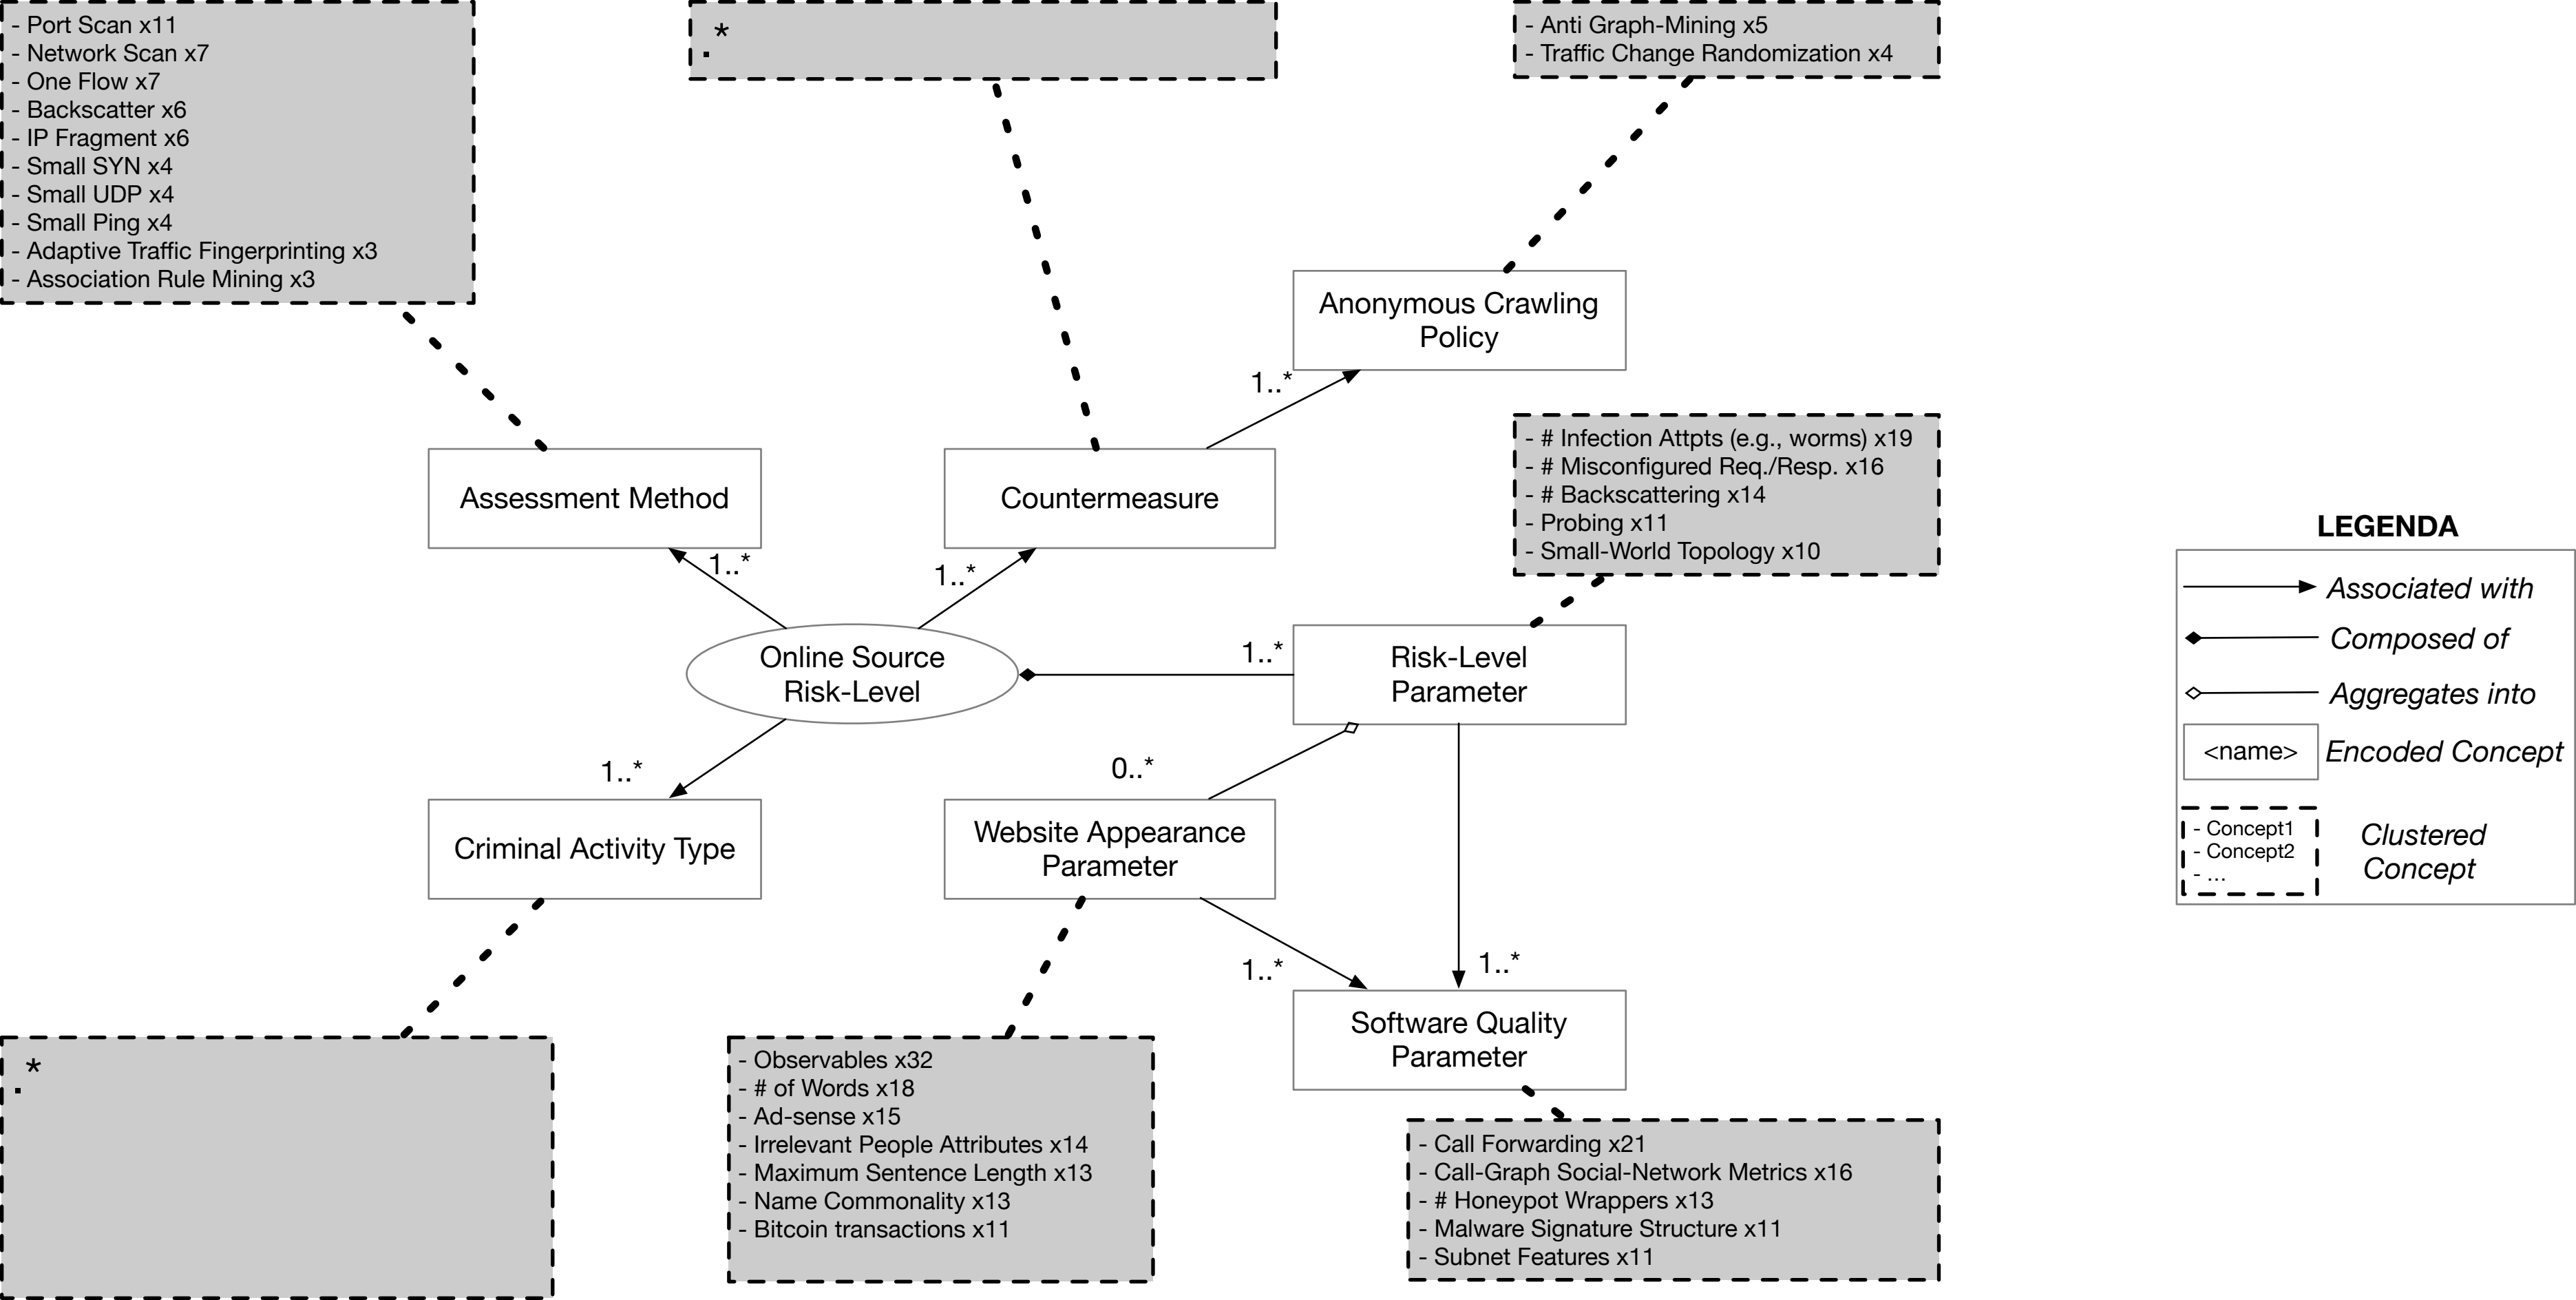 - Port Scan x11
- Network Scan x7
- One Flow x7
- Backscatter x6
- IP Fragment x6
- Small SYN x4
- Small UDP x4
- Small Ping x4
- Adaptive Traffic Fingerprinting x3
- Association Rule Mining x3
.*
- Anti Graph-Mining x5
- Traffic Change Randomization x4
Anonymous Crawling
Policy
1..*
Assessment Method
Countermeasure
- # Infection Attpts (e.g., worms) x19
- # Misconfigured Req./Resp. x16
- # Backscattering x14
- Probing x11
- Small-World Topology x10
1..*
1..*
Online Source
Risk-Level
1..*
Risk-Level
Parameter
1..*
0..*
Criminal Activity Type
Website Appearance
Parameter
1..*
1..*
Software Quality
Parameter
.*
- Observables x32
- # of Words x18
- Ad-sense x15
- Irrelevant People Attributes x14
- Maximum Sentence Length x13
- Name Commonality x13
- Bitcoin transactions x11
- Call Forwarding x21
- Call-Graph Social-Network Metrics x16
- # Honeypot Wrappers x13
- Malware Signature Structure x11
- Subnet Features x11
LEGENDA
Associated with
Composed of
Aggregates into
<name> Encoded Concept
- Concept1
- Concept2
- ...
Clustered
Concept